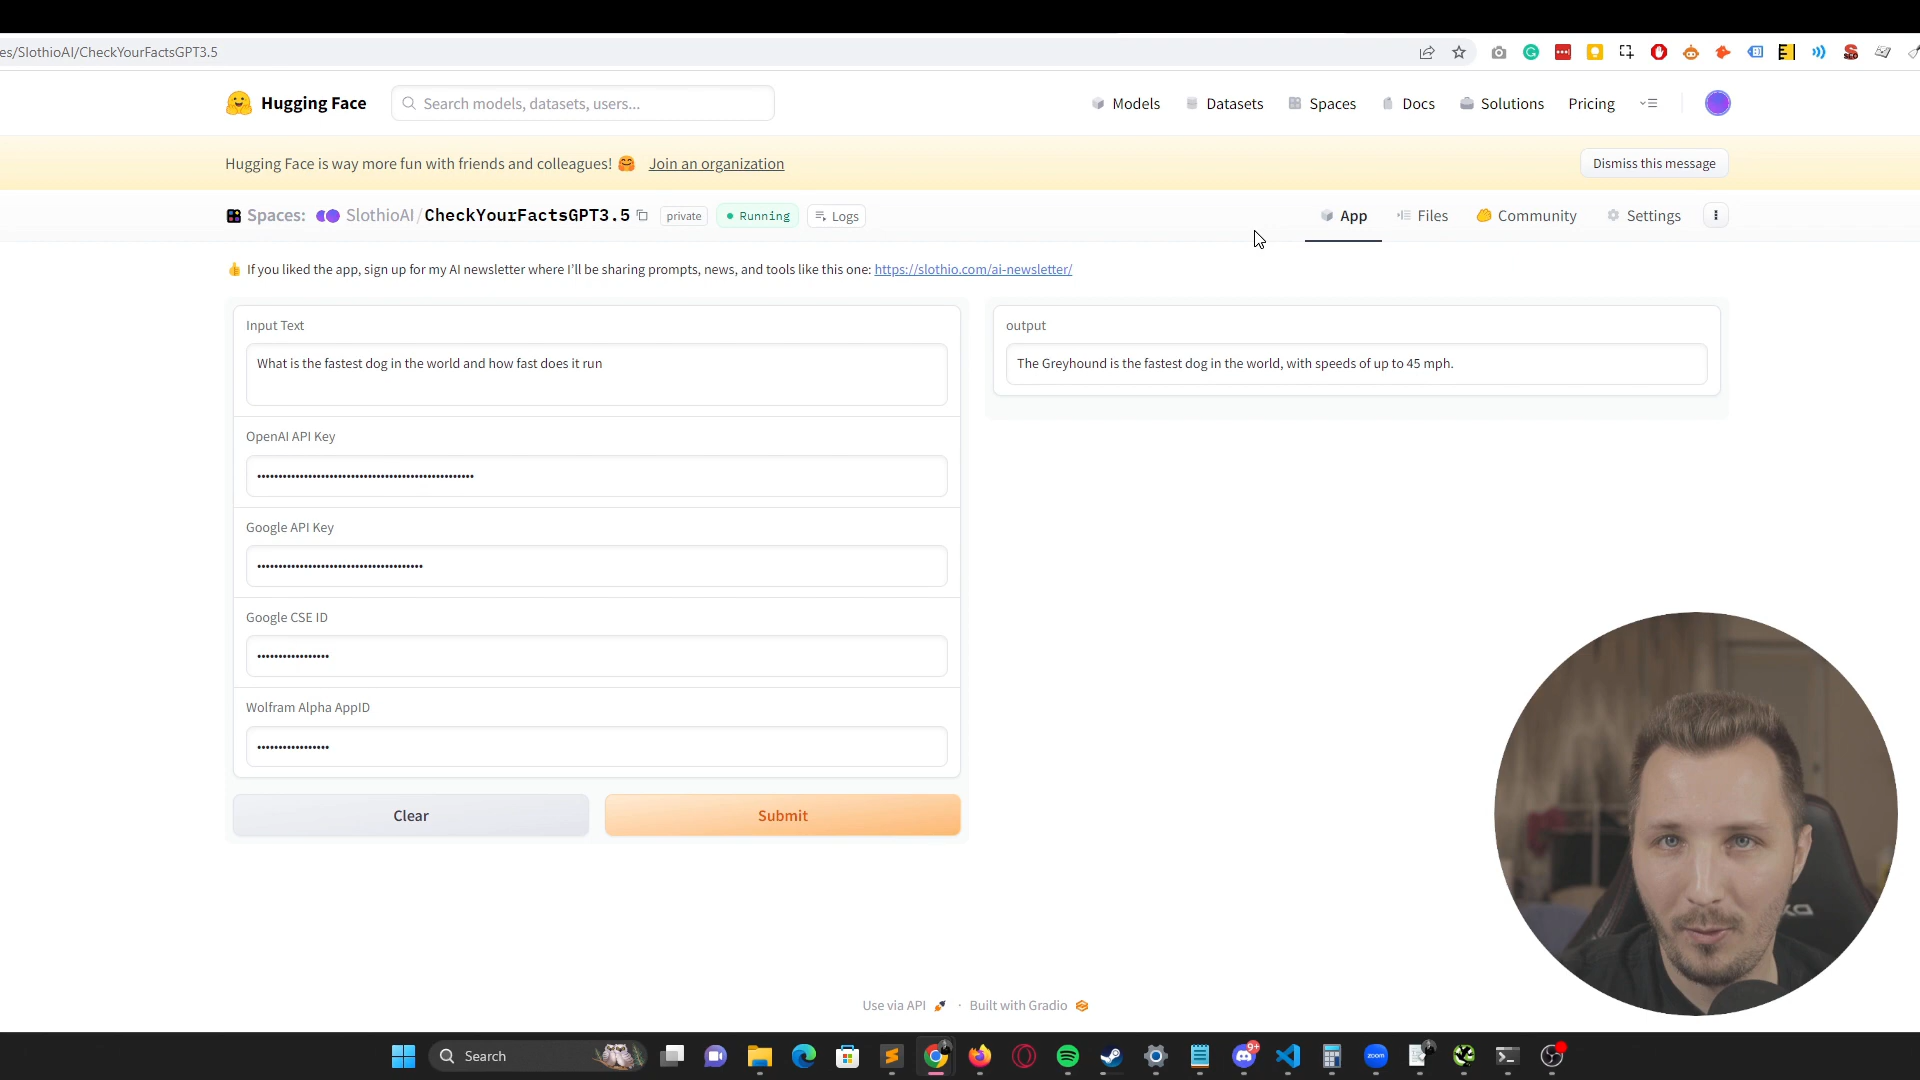 es/SlothioAI/CheckYourFactsGPT3.5
Hugging Face
Search models, datasets, users...
Models
Datasets
Spaces
Docs
Solutions
Pricing
Hugging Face is way more fun with friends and colleagues! 🤗 Join an organization
Dismiss this message
Spaces: SlothioAI/CheckYourFactsGPT3.5
private
Running
Logs
App
Files
Community
Settings
👍 If you liked the app, sign up for my AI newsletter where I'll be sharing prompts, news, and tools like this one: https://slothio.com/ai-newsletter/
Input Text
What is the fastest dog in the world and how fast does it run
OpenAI API Key
Google API Key
Google CSE ID
Wolfram Alpha AppID
Clear
Submit
output
The Greyhound is the fastest dog in the world, with speeds of up to 45 mph.
Use via API 🚀 · Built with Gradio
Search
9+
zoom